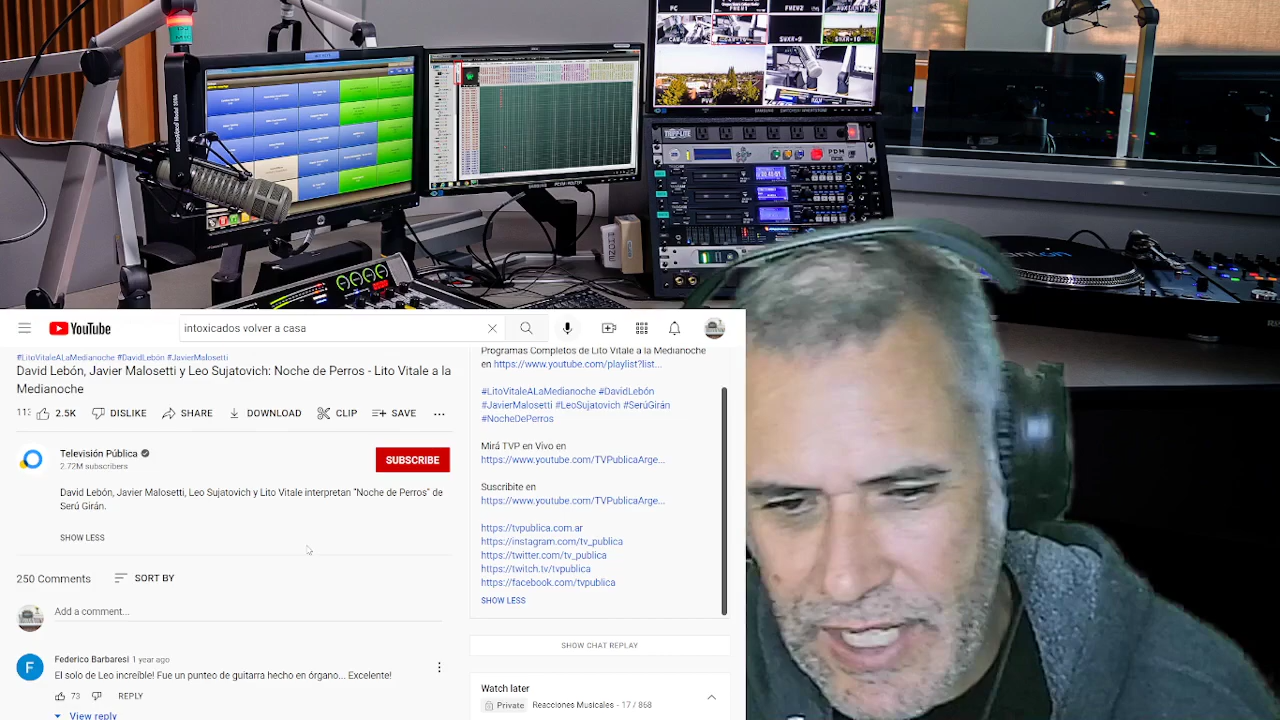 YouTube
intoxicados volver a casa
#LitoVitaleALaMedianoche #DavidLebón #JavierMalosetti
David Lebón, Javier Malosetti y Leo Sujatovich: Noche de Perros - Lito Vitale a la
Medianoche
2.5K DISLIKE SHARE DOWNLOAD CLIP SAVE
Televisión Pública
2.72M subscribers
SUBSCRIBE
David Lebón, Javier Malosetti, Leo Sujatovich y Lito Vitale interpretan "Noche de Perros" de
Serú Girán.
SHOW LESS
250 Comments SORT BY
Add a comment...
F
Federico Barbaresi 1 year ago
El solo de Leo increíble! Fue un punteo de guitarra hecho en órgano... Excelente!
73 REPLY
View reply
Programas Completos de Lito Vitale a la Medianoche
en https://www.youtube.com/playlist?list...
#LitoVitaleALaMedianoche #DavidLebón
#JavierMalosetti #LeoSujatovich #SerúGirán
#NocheDePerros
Mirá TVP en Vivo en
https://www.youtube.com/TVPublicaArge...
Suscribite en
https://www.youtube.com/TVPublicaArge...
https://tvpublica.com.ar
https://instagram.com/tv_publica
https://twitter.com/tv_publica
https://twitch.tv/tvpublica
https://facebook.com/tvpublica
SHOW LESS
SHOW CHAT REPLAY
Watch later
Private Reacciones Musicales - 17 / 868
PC
TRIPP-LITE
SAMSUNG